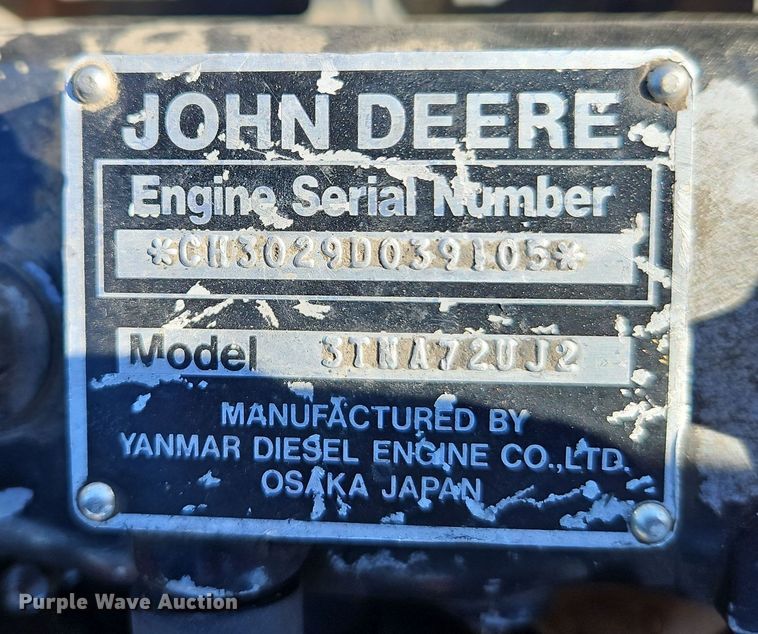 JOHN DEERE
Engine Serial Number
*CH3029D039105*
Model 3TNA72UJ2
MANUFACTURED BY
YANMAR DIESEL ENGINE CO.,LTD.
OSAKA JAPAN
Purple Wave Auction